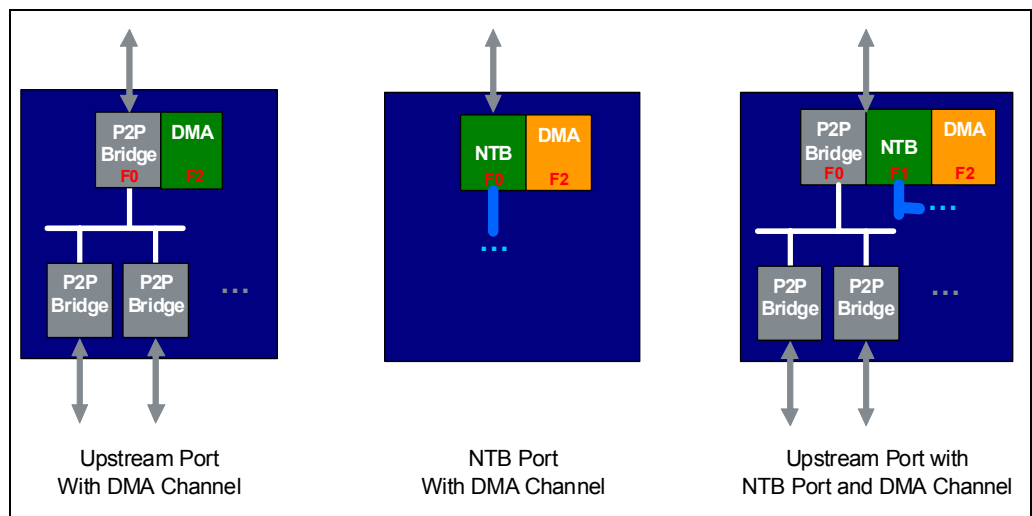 P2P
Bridge
F0
DMA
F2
P2P
Bridge
P2P
Bridge
...
Upstream Port
With DMA Channel
NTB
F0
DMA
F2
...
NTB Port
With DMA Channel
P2P
Bridge
F0
NTB
F1
DMA
F2
...
P2P
Bridge
P2P
Bridge
...
Upstream Port with
NTB Port and DMA Channel